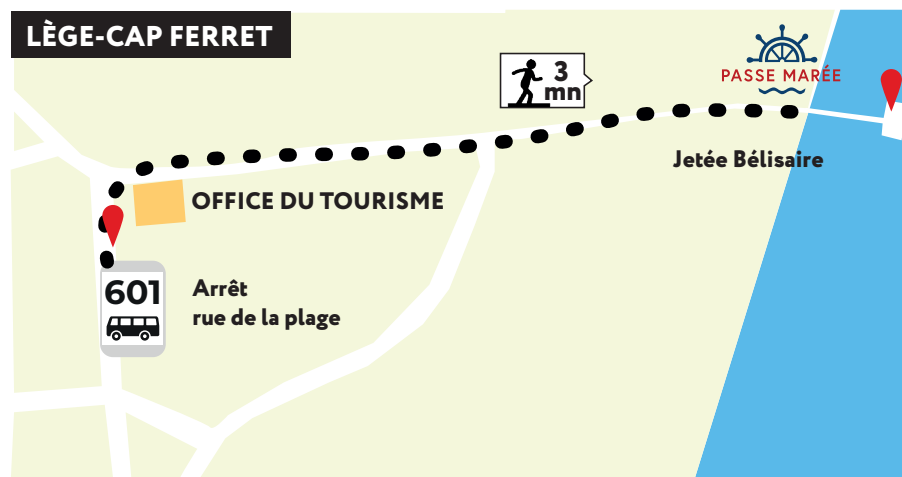 LÈGE-CAP FERRET
3
mn
PASSE MARÉE
Jetée Bélisaire
OFFICE DU TOURISME
601
Arrêt
rue de la plage